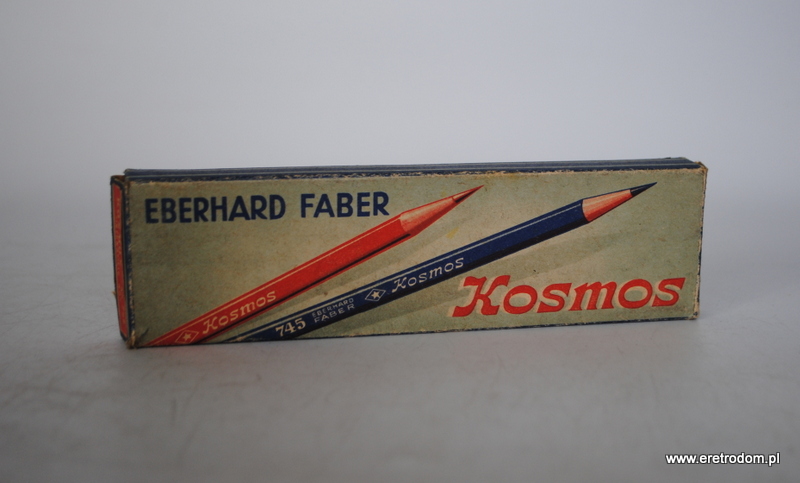 EBERHARD FABER
Kosmos
745 EBERHARD FABER Kosmos
Kosmos
www.eretrodom.pl